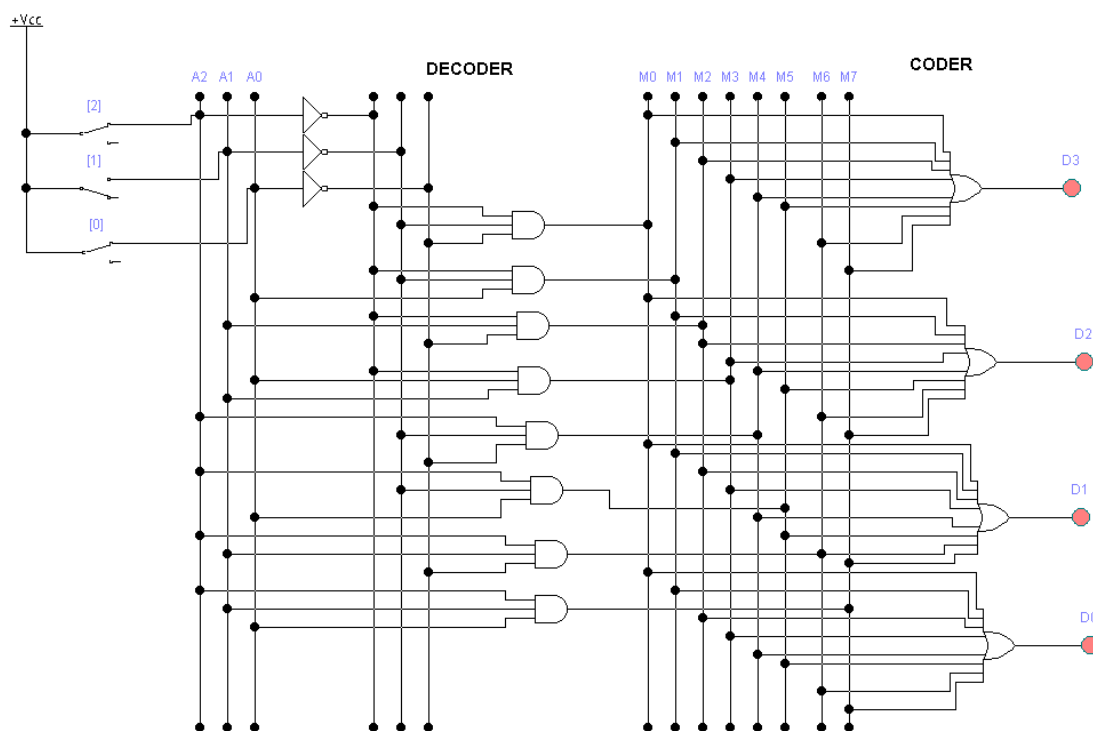 +Vcc
DECODER
CODER
A2 A1 A0
M0 M1 M2 M3 M4 M5 M6 M7
[2]
[1]
[0]
D3
D2
D1